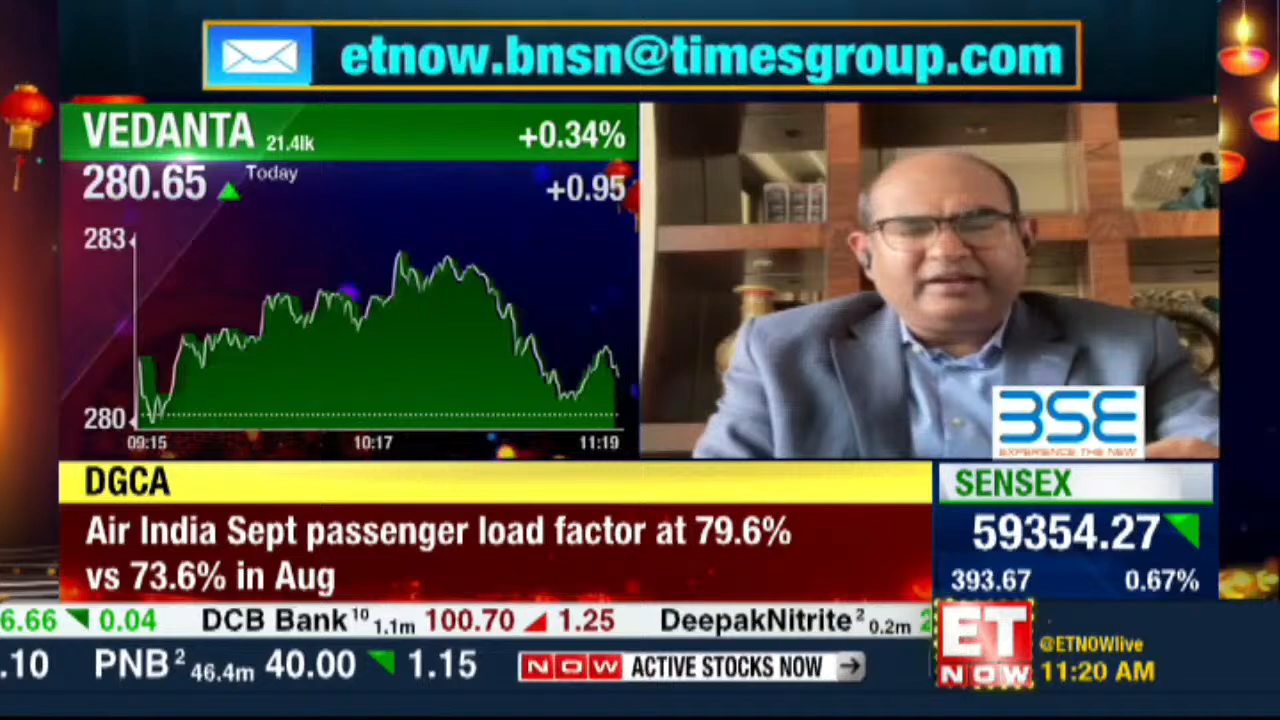 etnow.bnsn@timesgroup.com
VEDANTA 21.4lk +0.34%
280.65 Today +0.95
283
280
09:15 10:17 11:19
BSE
EXPERIENCE THE NEW
DGCA
Air India Sept passenger load factor at 79.6%
vs 73.6% in Aug
SENSEX
59354.27
393.67 0.67%
6.66 0.04 DCB Bank 10 1.1m 100.70 1.25 DeepakNitrite 2 0.2m
.10 PNB 2 46.4m 40.00 1.15 NOW ACTIVE STOCKS NOW
ET
NOW
@ETNOWlive
11:20 AM